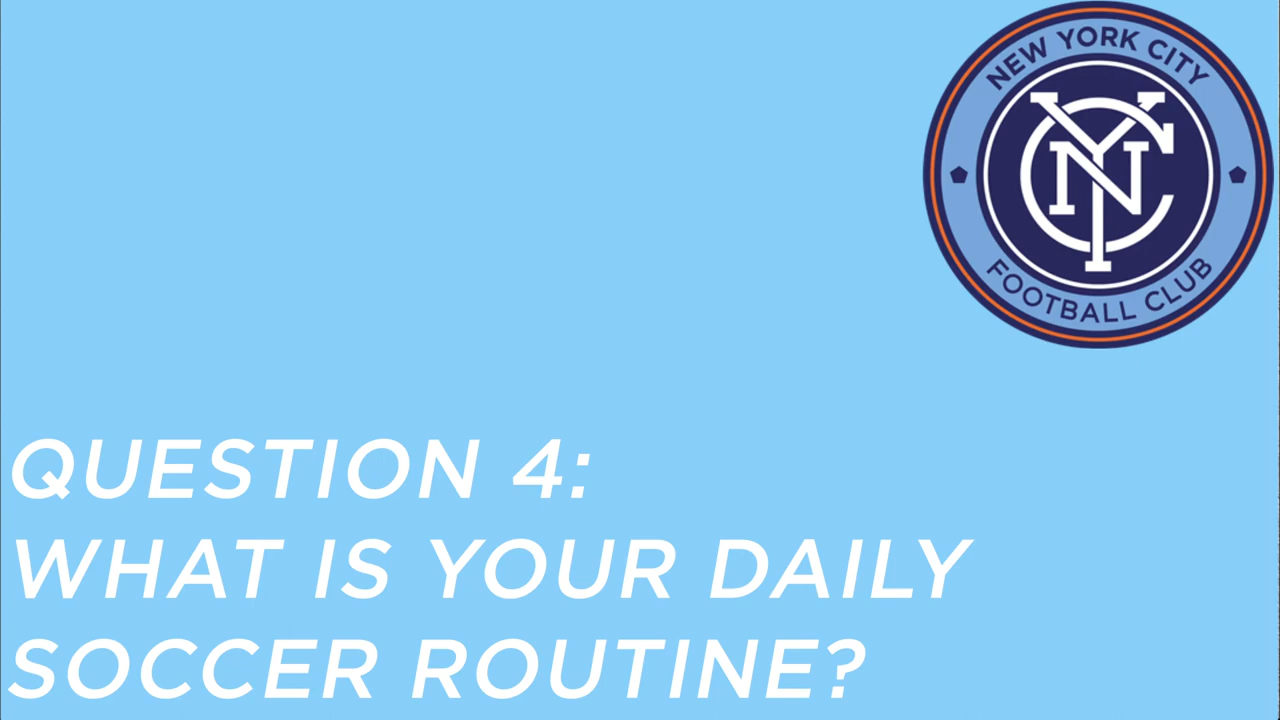 NEW YORK CITY
NYC
FOOTBALL CLUB
QUESTION 4:
WHAT IS YOUR DAILY
SOCCER ROUTINE?